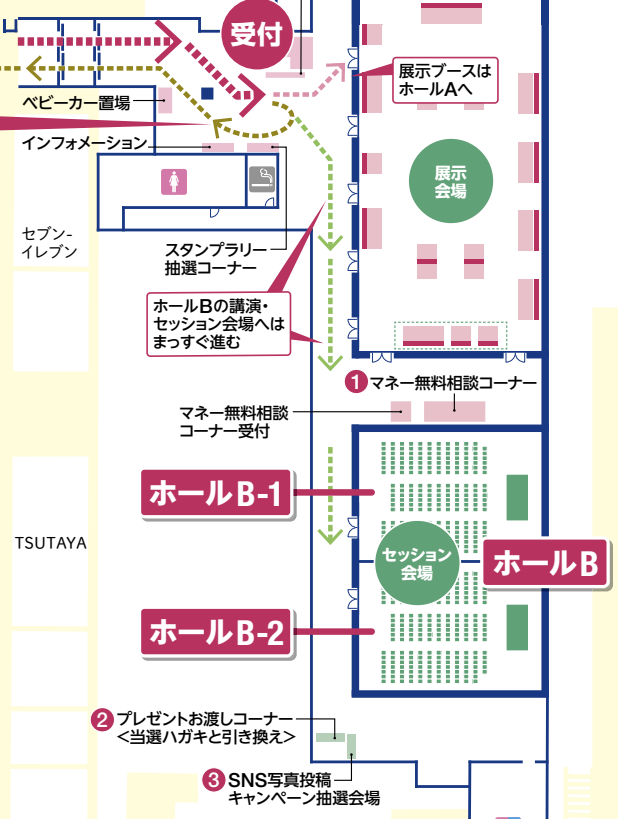 受付
展示ブースは
ホールAへ
ベビーカー置場
インフォメーション
展示
会場
セブン-
イレブン
スタンプラリー
抽選コーナー
ホールBの講演・
セッション会場へは
まっすぐ進む
1 マネー無料相談コーナー
マネー無料相談
コーナー受付
ホールB-1
TSUTAYA
セッション
会場
ホールB
ホールB-2
2 プレゼントお渡しコーナー
<当選ハガキと引き換え>
3 SNS写真投稿
キャンペーン抽選会場